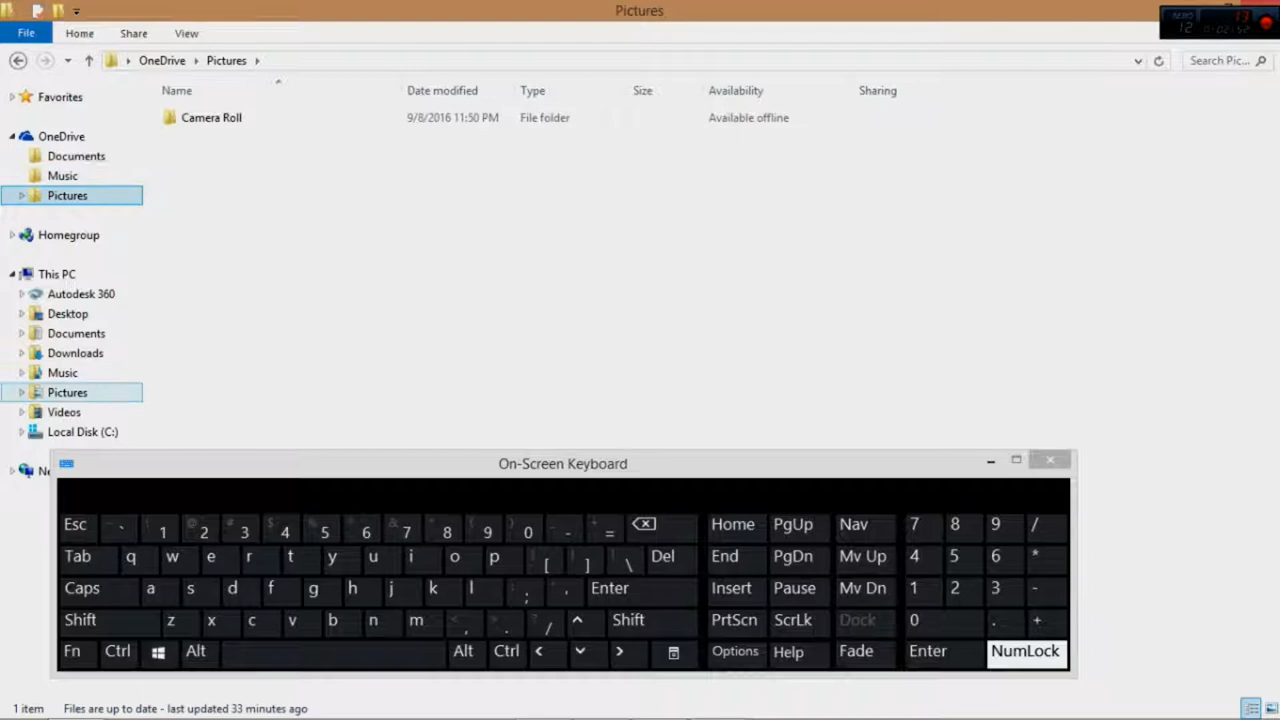 Pictures
File Home Share View
OneDrive Pictures
Search Pic...
Name Date modified Type Size Availability Sharing
Camera Roll 9/8/2016 11:50 PM File folder Available offline
Favorites
OneDrive
Documents
Music
Pictures
Homegroup
This PC
Autodesk 360
Desktop
Documents
Downloads
Music
Pictures
Videos
Local Disk (C:)
Ne
On-Screen Keyboard
Esc ` 1 2 3 4 5 6 7 8 9 0 - = Home PgUp Nav 7 8 9 /
Tab q w e r t y u i o p [ ] \ Del End PgDn Mv Up 4 5 6 *
Caps a s d f g h j k l ; ' Enter Insert Pause Mv Dn 1 2 3 -
Shift z x c v b n m , . / ^ Shift PrtScn ScrLk Dock 0 . +
Fn Ctrl Alt Alt Ctrl Options Help Fade Enter NumLock
1 item Files are up to date - last updated 33 minutes ago